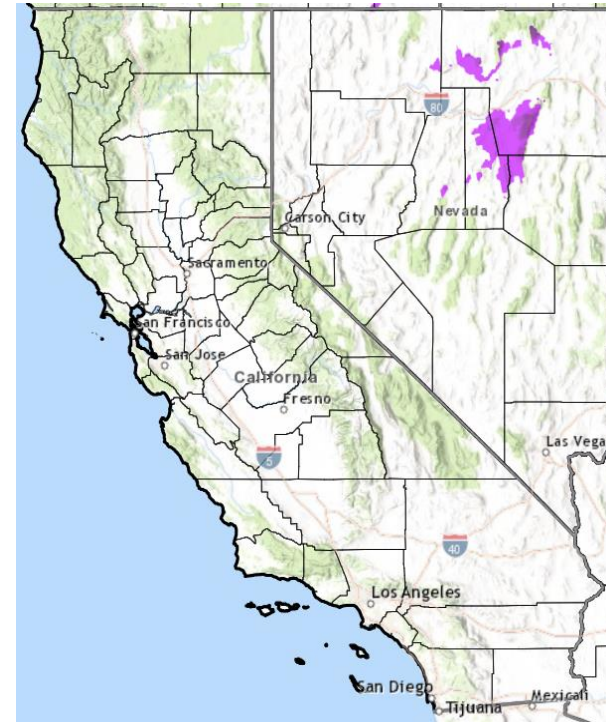 80
Carson City
Nevada
Sacramento
San Francisco
San Jose
California
Fresno
5
Las Vega
40
Los Angeles
San Diego
Tijuana
Mexicali